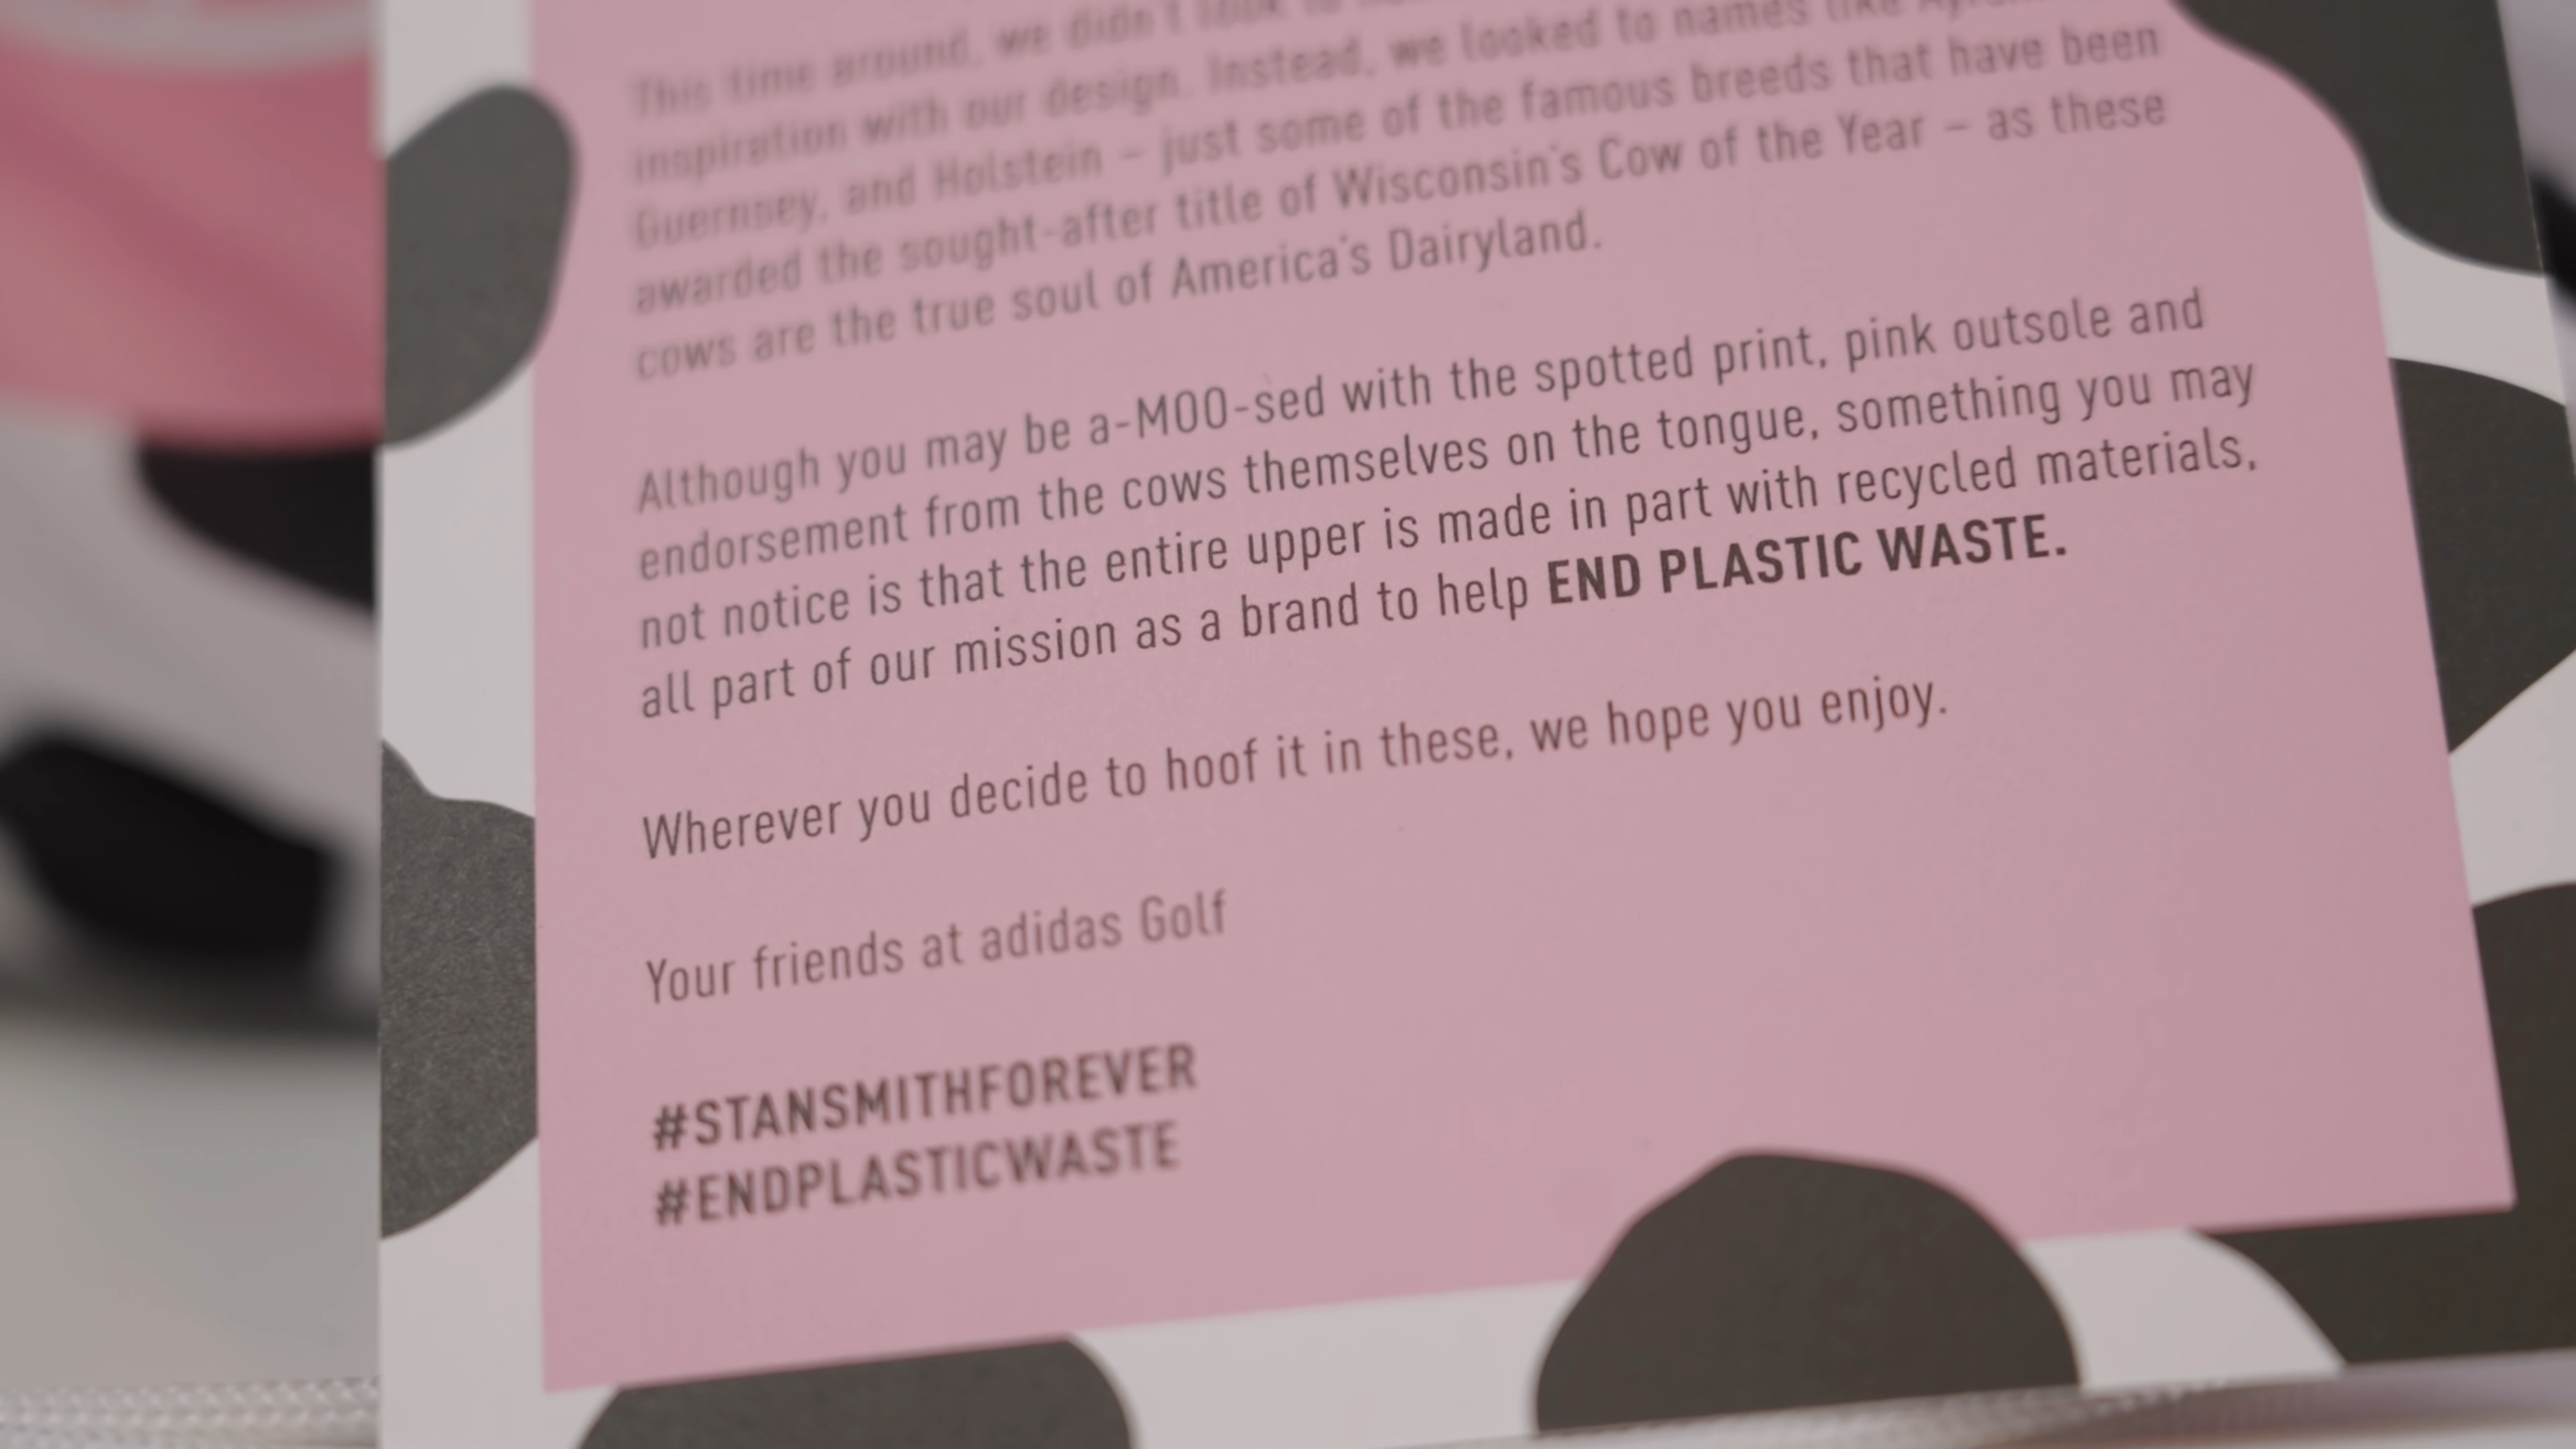 This time around, we didn't look to
inspiration with our design. Instead, we looked to names like
Guernsey, and Holstein – just some of the famous breeds that have been
awarded the sought-after title of Wisconsin's Cow of the Year – as these
cows are the true soul of America's Dairyland.
Although you may be a-MOO-sed with the spotted print, pink outsole and
endorsement from the cows themselves on the tongue, something you may
not notice is that the entire upper is made in part with recycled materials,
all part of our mission as a brand to help END PLASTIC WASTE.
Wherever you decide to hoof it in these, we hope you enjoy.
Your friends at adidas Golf
#STANSMITHFOREVER
#ENDPLASTICWASTE